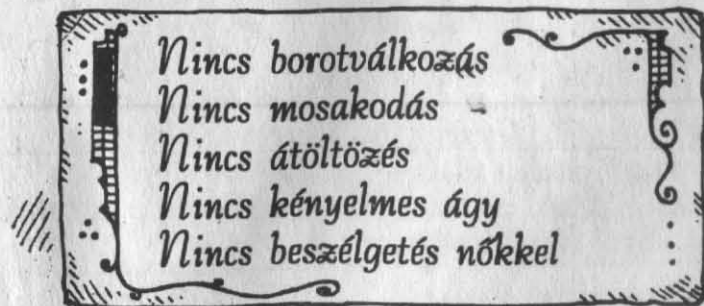 Nincs borotválkozás
Nincs mosakodás
Nincs átöltözés
Nincs kényelmes ágy
Nincs beszélgetés nőkkel